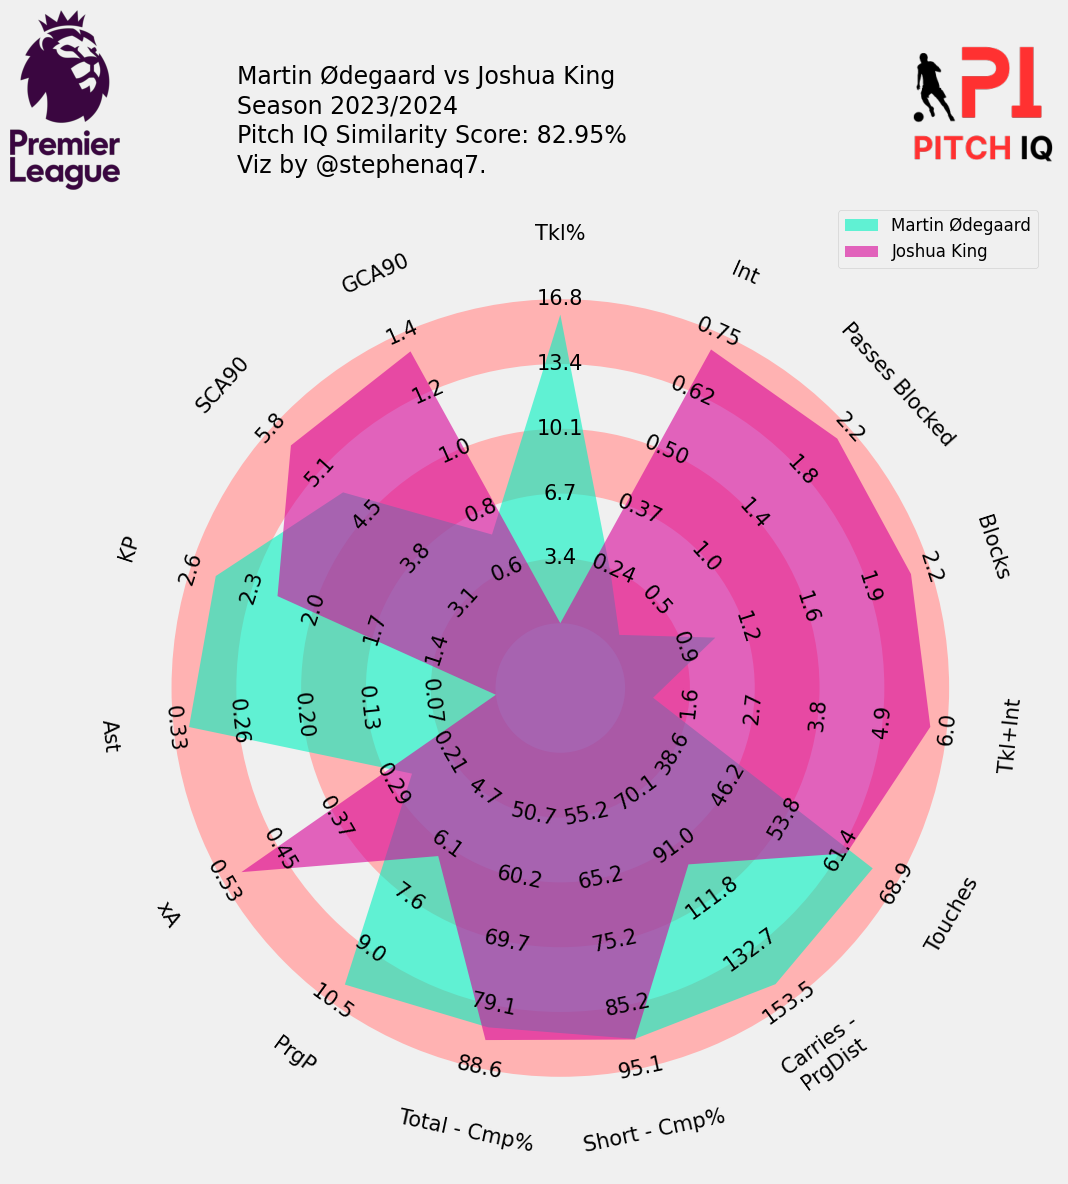 Premier
League
Martin Ødegaard vs Joshua King
Season 2023/2024
Pitch IQ Similarity Score: 82.95%
Viz by @stephenaq7.
PI
PITCH IQ
Martin Ødegaard
Joshua King
Tkl%
16.8
13.4
10.1
6.7
3.4
Int
0.75
0.62
0.50
0.37
0.24
Passes Blocked
2.2
1.8
1.4
1.0
0.5
Blocks
2.2
1.9
1.6
1.2
0.9
Tkl+Int
6.0
4.9
3.8
2.7
1.6
Touches
68.9
61.4
53.8
46.2
38.6
Carries -
PrgDist
153.5
132.7
111.8
91.0
70.1
Short - Cmp%
95.1
85.2
75.2
65.2
55.2
Total - Cmp%
88.6
79.1
69.7
60.2
50.7
PrgP
10.5
9.0
7.6
6.1
4.7
xA
0.53
0.45
0.37
0.29
0.21
Ast
0.33
0.26
0.20
0.13
0.07
KP
2.6
2.3
2.0
1.7
1.4
SCA90
5.8
5.1
4.5
3.8
3.1
GCA90
1.4
1.2
1.0
0.8
0.6